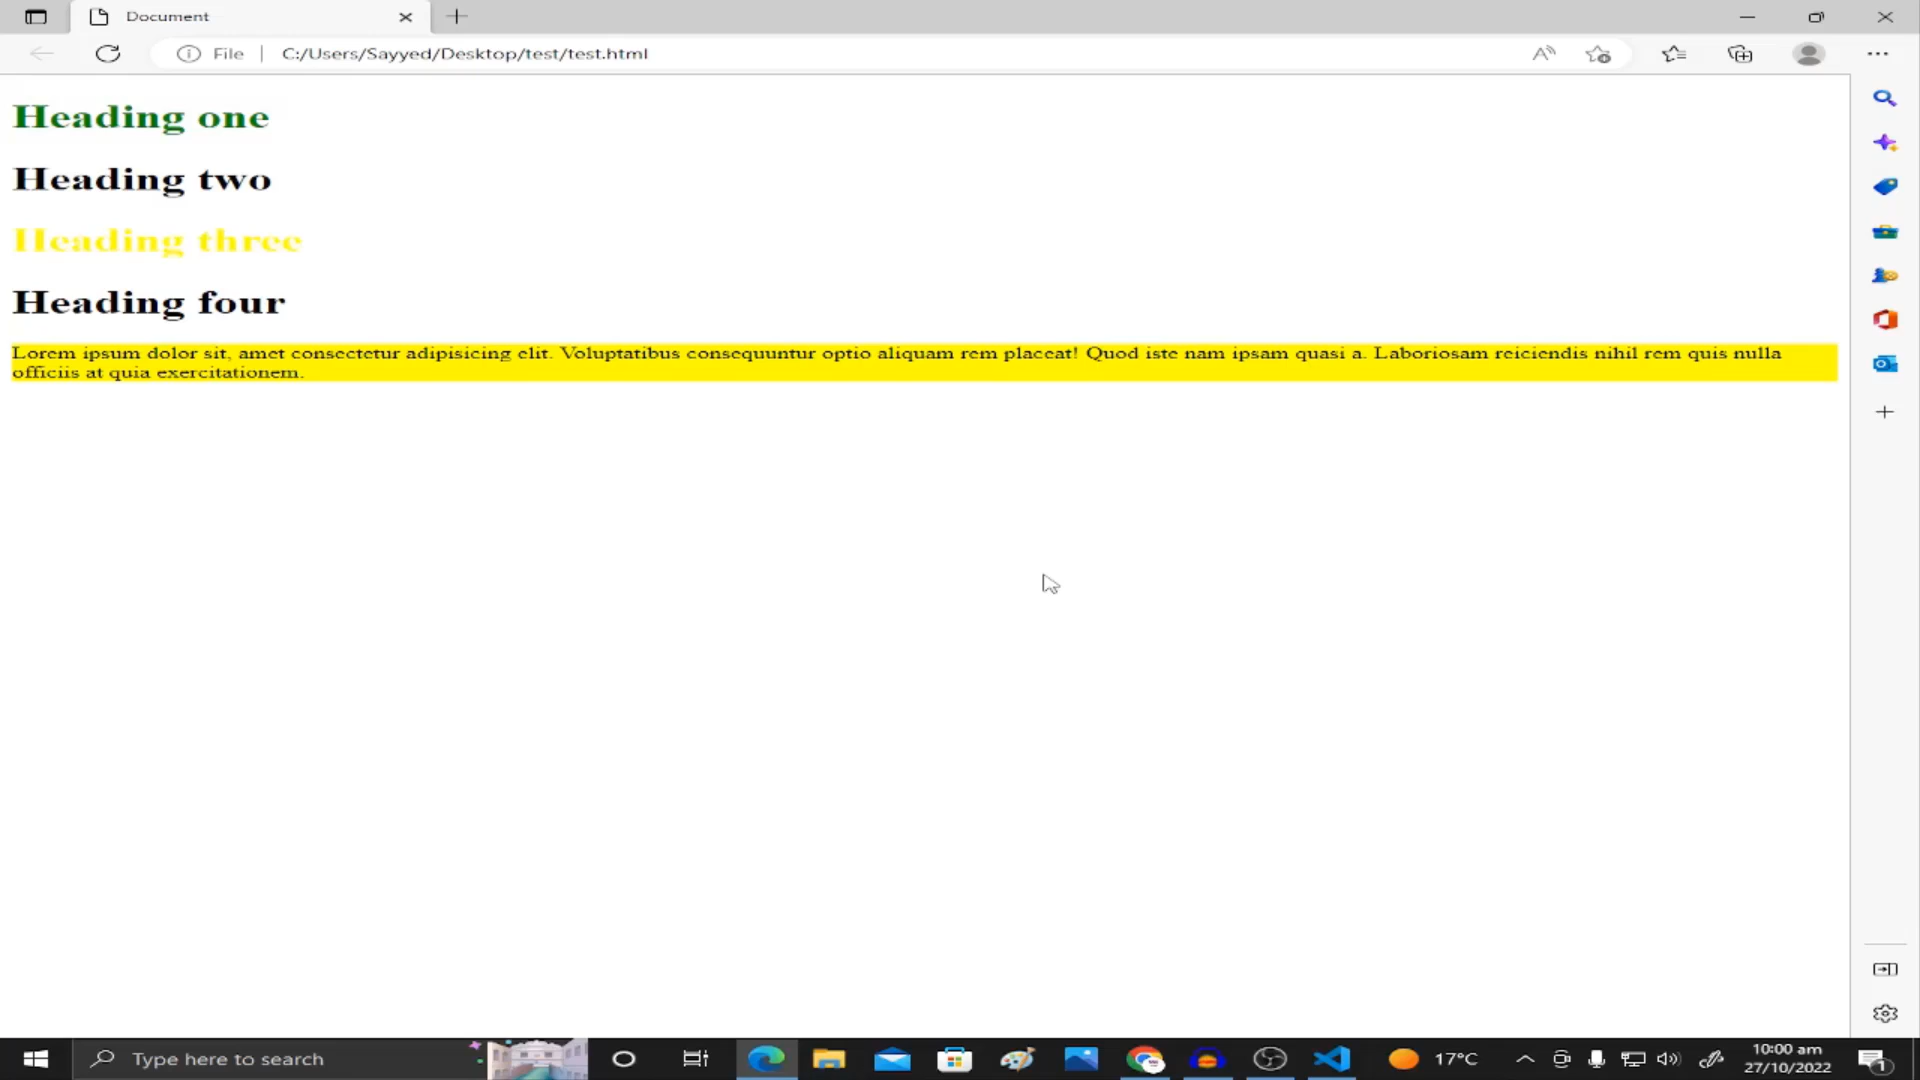 Document
File
C:/Users/Sayyed/Desktop/test/test.html
Heading one
Heading two
Heading three
Heading four
Lorem ipsum dolor sit, amet consectetur adipisicing elit. Voluptatibus consequuntur optio aliquam rem placeat! Quod iste nam ipsam quasi a. Laboriosam reiciendis nihil rem quis nulla
officiis at quia exercitationem.
Type here to search
17°C
10:00 am
27/10/2022
1